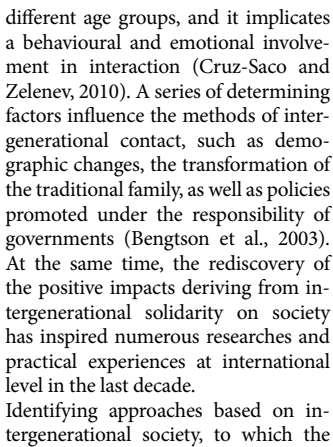 different age groups, and it implicates
a behavioural and emotional involve-
ment in interaction (Cruz-Saco and
Zelenev, 2010). A series of determining
factors influence the methods of inter-
generational contact, such as demo-
graphic changes, the transformation of
the traditional family, as well as policies
promoted under the responsibility of
governments (Bengtson et al., 2003).
At the same time, the rediscovery of
the positive impacts deriving from in-
tergenerational solidarity on society
has inspired numerous researches and
practical experiences at international
level in the last decade.
Identifying approaches based on in-
tergenerational society, to which the